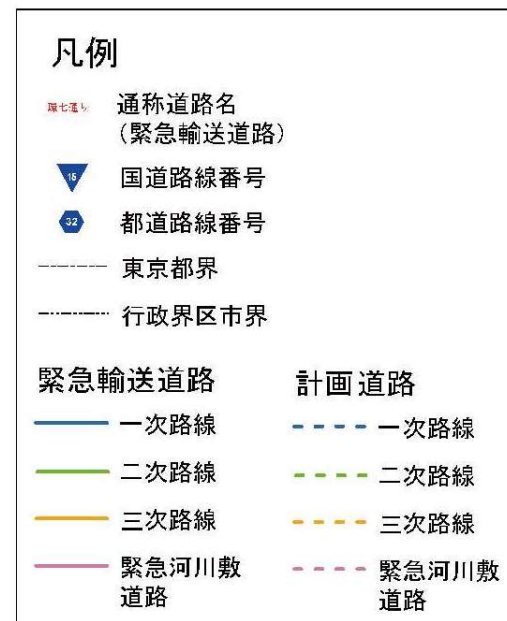 凡例
環七通り 通称道路名
(緊急輸送道路)
15 国道路線番号
32 都道路線番号
東京都界
行政界区市界
緊急輸送道路
一次路線
二次路線
三次路線
緊急河川敷
道路
計画道路
一次路線
二次路線
三次路線
緊急河川敷
道路